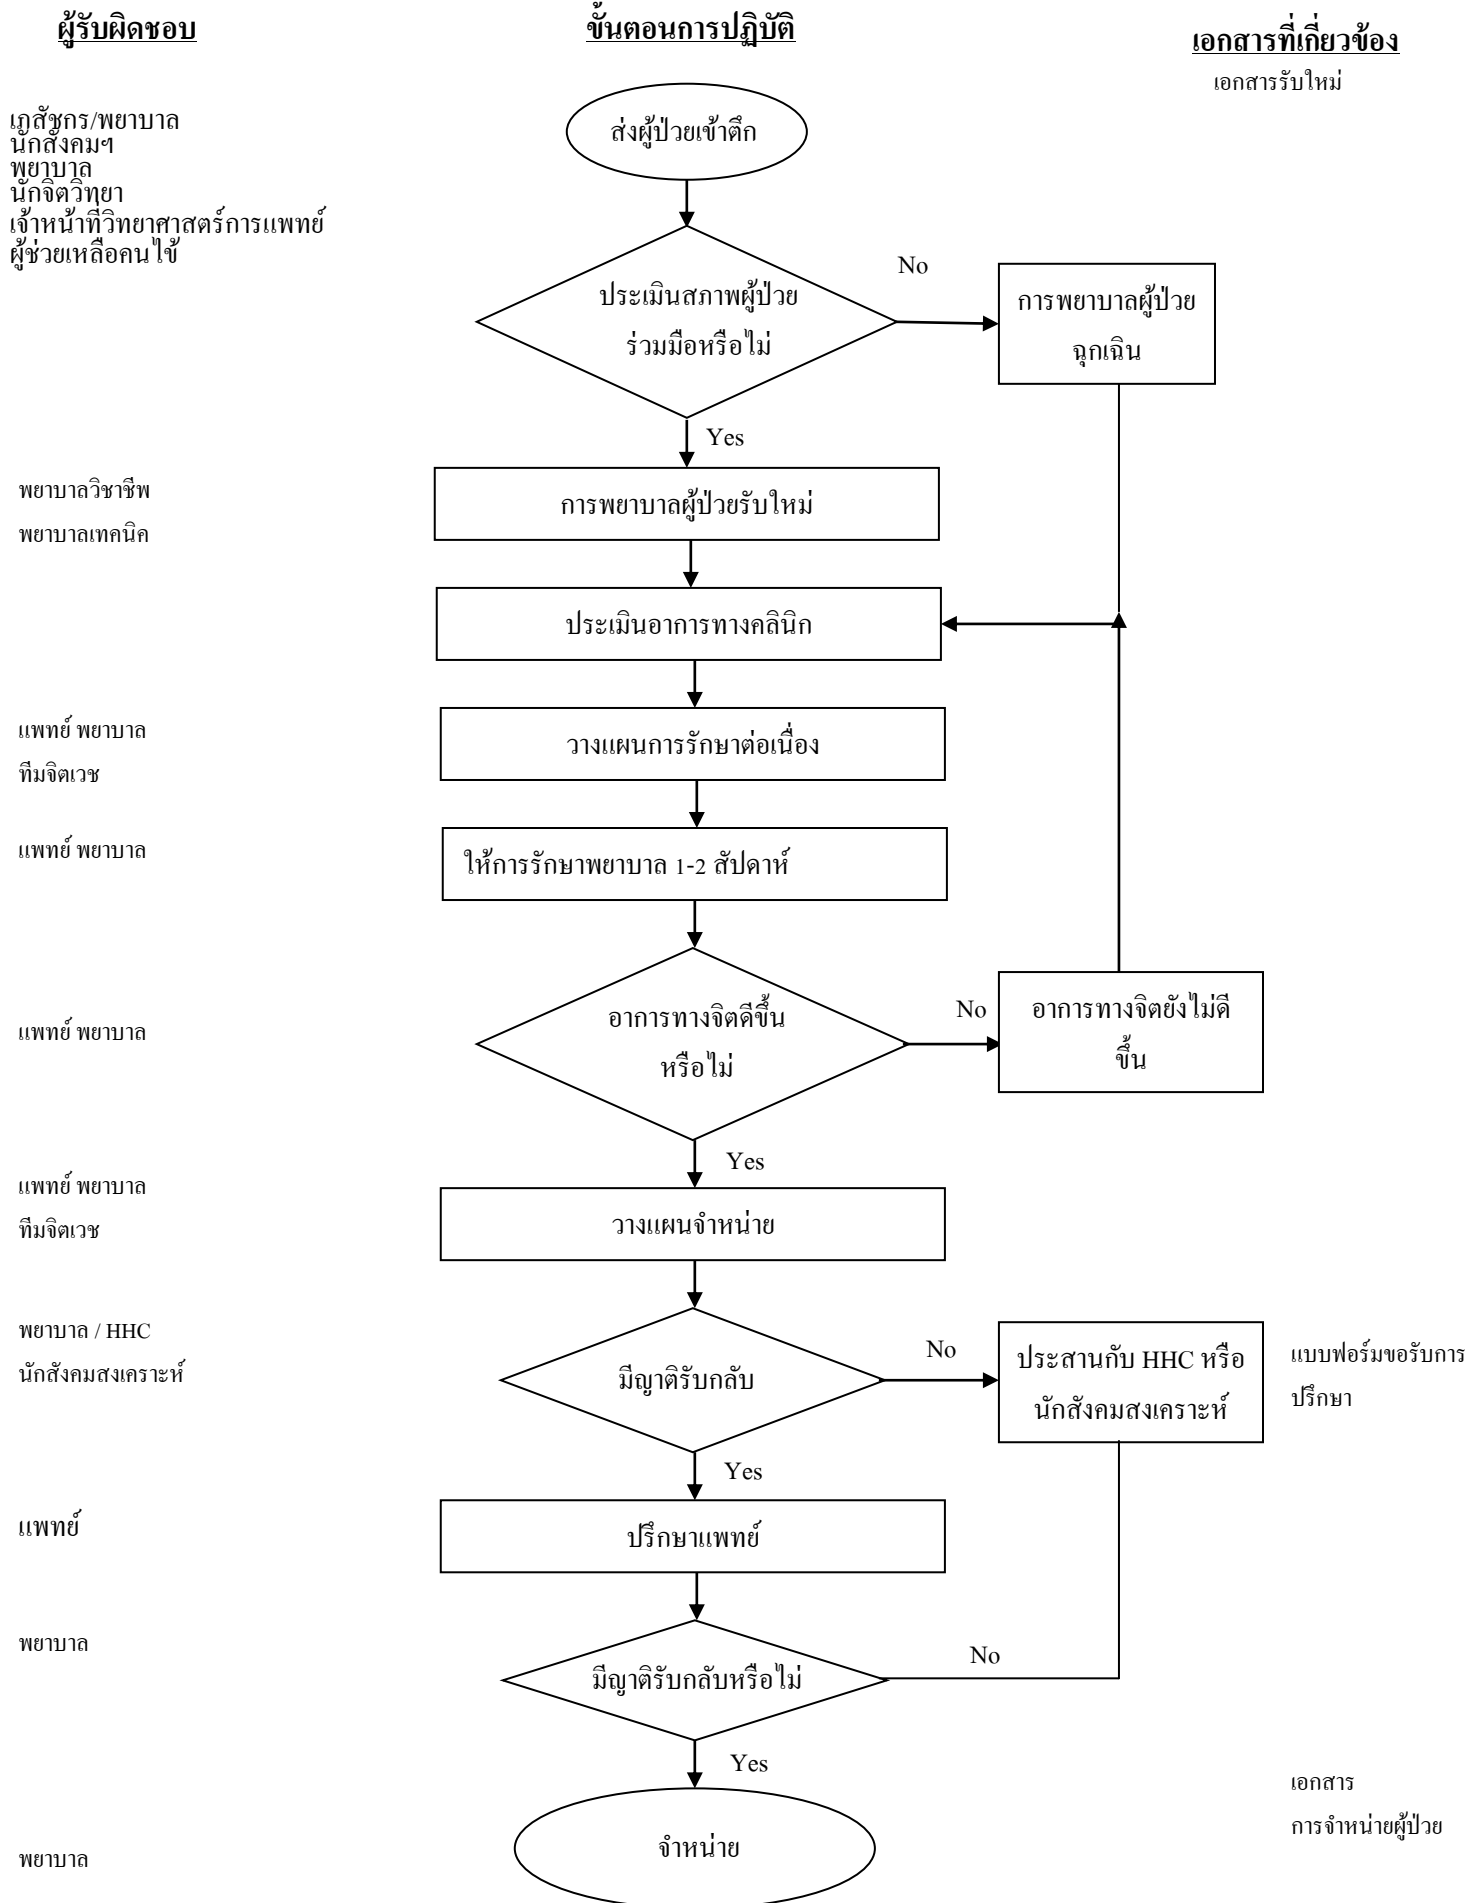 ผู้รับผิดชอบ
ขั้นตอนการปฏิบัติ
เอกสารที่เกี่ยวข้อง
เอกสารรับใหม่
เภสัชกร/พยาบาล
นักสังคมฯ
พยาบาล
นักจิตวิทยา
เจ้าหน้าที่วิทยาศาสตร์การแพทย์
ผู้ช่วยเหลือคนไข้
ส่งผู้ป่วยเข้าตึก
ประเมินสภาพผู้ป่วย
ร่วมมือหรือไม่
No
การพยาบาลผู้ป่วย
ฉุกเฉิน
Yes
พยาบาลวิชาชีพ
พยาบาลเทคนิค
การพยาบาลผู้ป่วยรับใหม่
ประเมินอาการทางคลินิก
แพทย์ พยาบาล
ทีมจิตเวช
วางแผนการรักษาต่อเนื่อง
แพทย์ พยาบาล
ให้การรักษาพยาบาล 1-2 สัปดาห์
แพทย์ พยาบาล
อาการทางจิตดีขึ้น
หรือไม่
No
อาการทางจิตยังไม่ดี
ขึ้น
Yes
แพทย์ พยาบาล
ทีมจิตเวช
วางแผนจำหน่าย
พยาบาล / HHC
นักสังคมสงเคราะห์
มีญาติรับกลับ
No
ประสานกับ HHC หรือ
นักสังคมสงเคราะห์
แบบฟอร์มขอรับการ
ปรึกษา
Yes
แพทย์
ปรึกษาแพทย์
พยาบาล
มีญาติรับกลับหรือไม่
No
Yes
เอกสาร
การจำหน่ายผู้ป่วย
จำหน่าย
พยาบาล